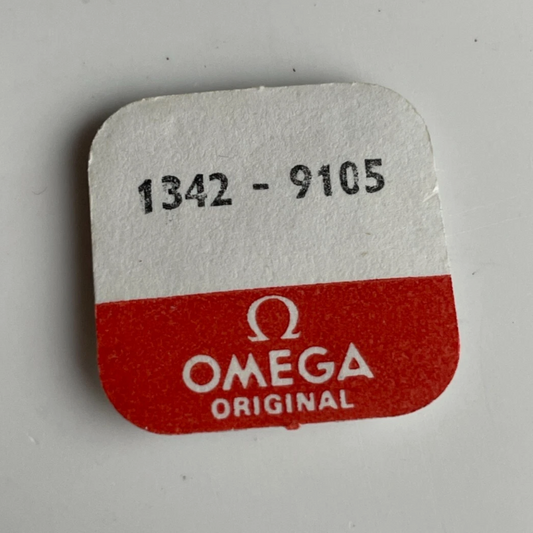 1342 - 9105
Ω
OMEGA
ORIGINAL